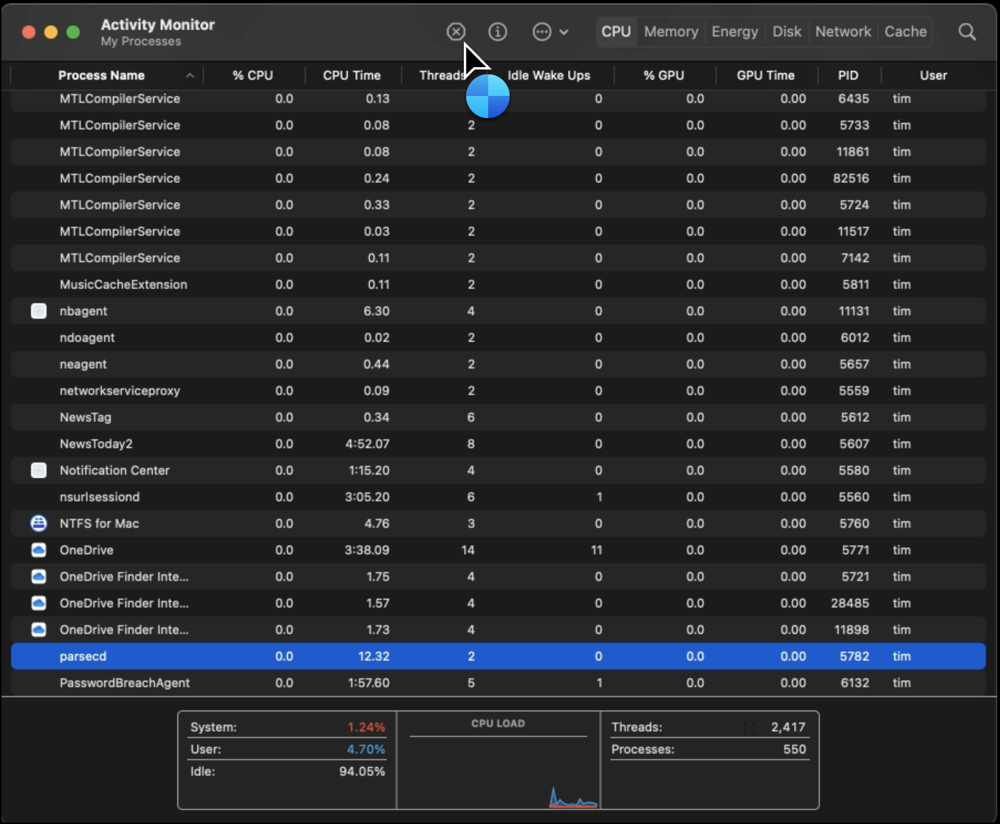 Activity Monitor
My Processes
CPU Memory Energy Disk Network Cache
Process Name % CPU CPU Time Threads Idle Wake Ups % GPU GPU Time PID User
MTLCompilerService 0.0 0.13 0 0.0 0.00 6435 tim
MTLCompilerService 0.0 0.08 2 0 0.0 0.00 5733 tim
MTLCompilerService 0.0 0.08 2 0 0.0 0.00 11861 tim
MTLCompilerService 0.0 0.24 2 0 0.0 0.00 82516 tim
MTLCompilerService 0.0 0.33 2 0 0.0 0.00 5724 tim
MTLCompilerService 0.0 0.03 2 0 0.0 0.00 11517 tim
MTLCompilerService 0.0 0.11 2 0 0.0 0.00 7142 tim
MusicCacheExtension 0.0 0.11 2 0 0.0 0.00 5811 tim
nbagent 0.0 6.30 4 0 0.0 0.00 11131 tim
ndoagent 0.0 0.02 2 0 0.0 0.00 6012 tim
neagent 0.0 0.44 2 0 0.0 0.00 5657 tim
networkserviceproxy 0.0 0.09 2 0 0.0 0.00 5559 tim
NewsTag 0.0 0.34 6 0 0.0 0.00 5612 tim
NewsToday2 0.0 4:52.07 8 0 0.0 0.00 5607 tim
Notification Center 0.0 1:15.20 4 0 0.0 0.00 5580 tim
nsurlsessiond 0.0 3:05.20 6 1 0.0 0.00 5560 tim
NTFS for Mac 0.0 4.76 3 0 0.0 0.00 5760 tim
OneDrive 0.0 3:38.09 14 11 0.0 0.00 5771 tim
OneDrive Finder Inte... 0.0 1.75 4 0 0.0 0.00 5721 tim
OneDrive Finder Inte... 0.0 1.57 4 0 0.0 0.00 28485 tim
OneDrive Finder Inte... 0.0 1.73 4 0 0.0 0.00 11898 tim
parsecd 0.0 12.32 2 0 0.0 0.00 5782 tim
PasswordBreachAgent 0.0 1:57.60 5 1 0.0 0.00 6132 tim
System: 1.24% CPU LOAD Threads: 2,417
User: 4.70% Processes: 550
Idle: 94.05%